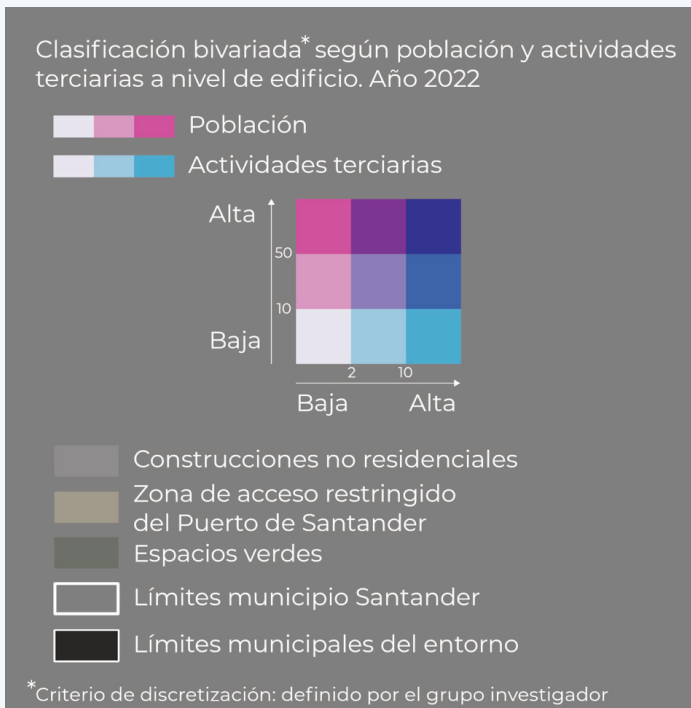 Clasificación bivariada* según población y actividades
terciarias a nivel de edificio. Año 2022
Población
Actividades terciarias
Alta
50
10
Baja
2 10
Baja Alta
Construcciones no residenciales
Zona de acceso restringido
del Puerto de Santander
Espacios verdes
Límites municipio Santander
Límites municipales del entorno
*Criterio de discretización: definido por el grupo investigador